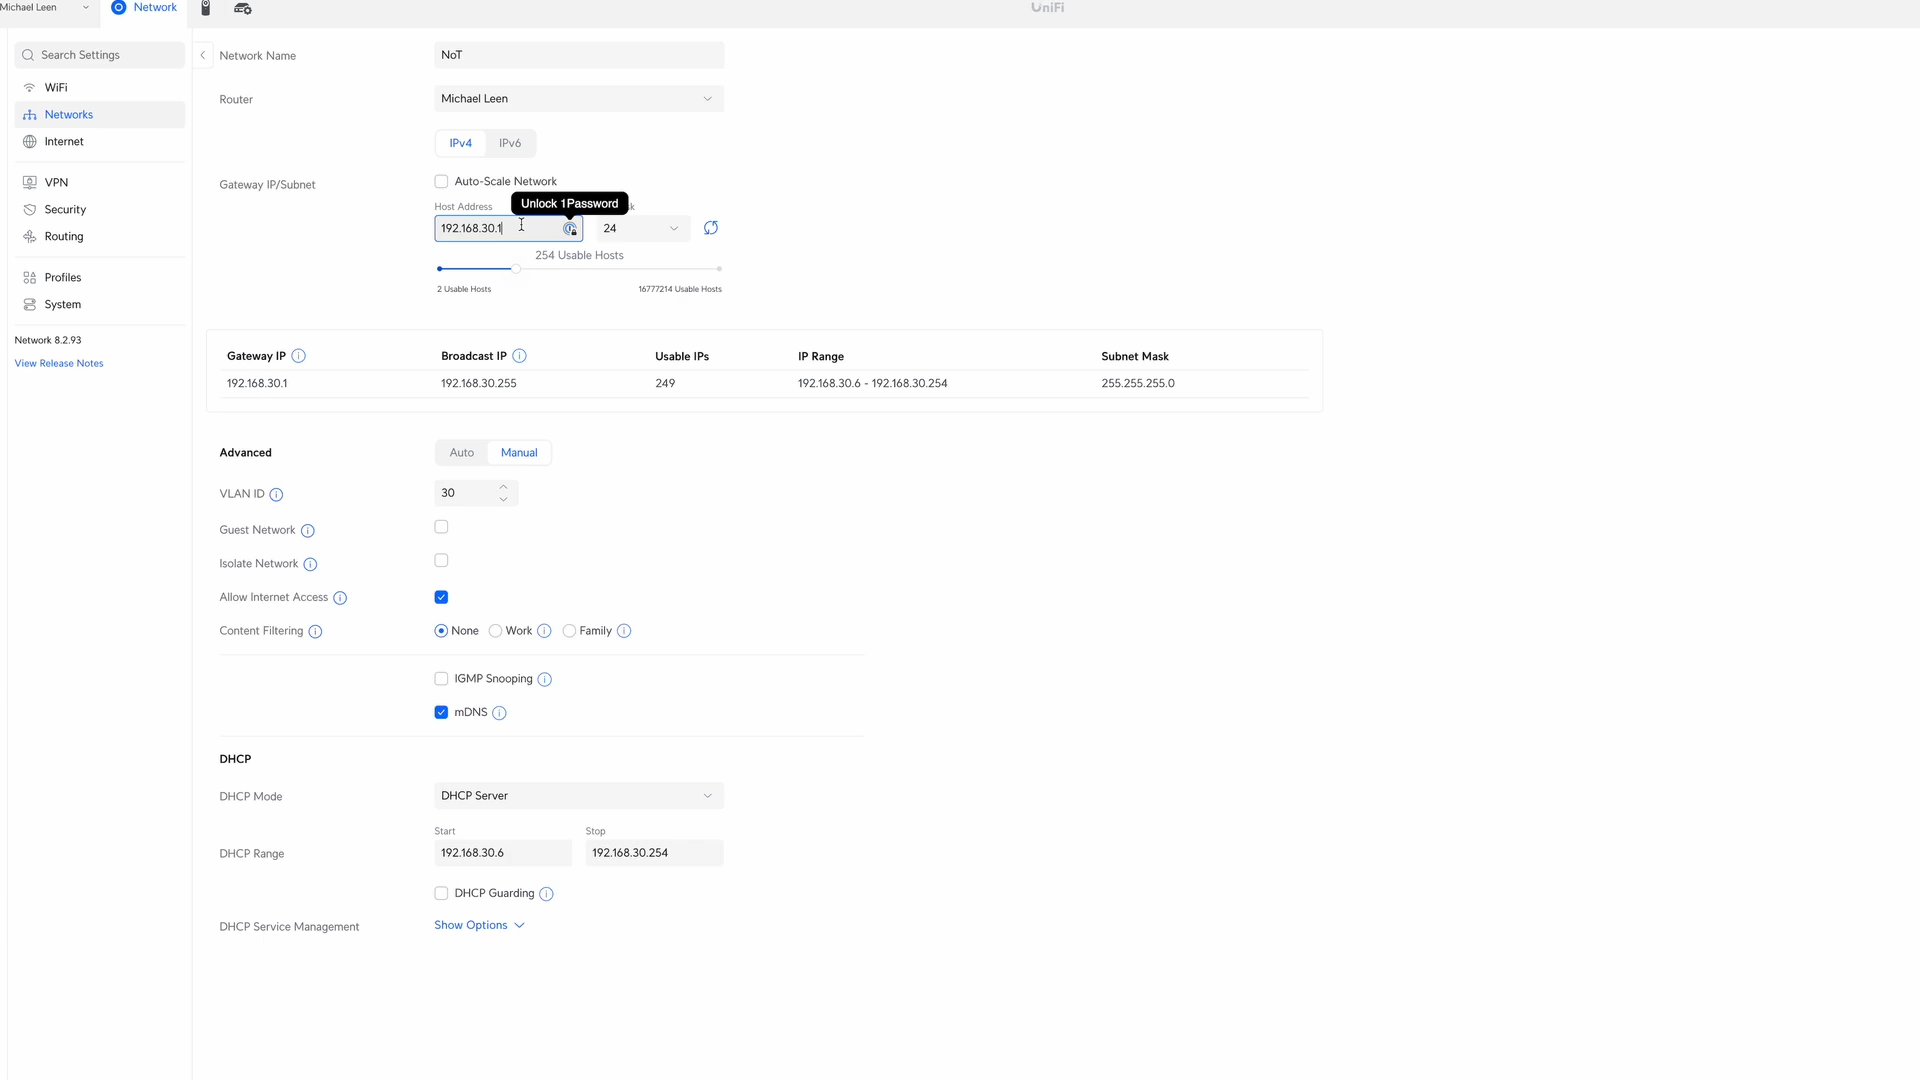 Michael Leen
Network
UniFi
Search Settings
WiFi
Networks
Internet
VPN
Security
Routing
Profiles
System
Network 8.2.93
View Release Notes
Network Name
NoT
Router
Michael Leen
IPv4
IPv6
Gateway IP/Subnet
Auto-Scale Network
Host Address
Unlock 1Password
192.168.30.1
24
254 Usable Hosts
2 Usable Hosts
16777214 Usable Hosts
Gateway IP
Broadcast IP
Usable IPs
IP Range
Subnet Mask
192.168.30.1
192.168.30.255
249
192.168.30.6 - 192.168.30.254
255.255.255.0
Advanced
Auto
Manual
VLAN ID
30
Guest Network
Isolate Network
Allow Internet Access
Content Filtering
None
Work
Family
IGMP Snooping
mDNS
DHCP
DHCP Mode
DHCP Server
Start
Stop
DHCP Range
192.168.30.6
192.168.30.254
DHCP Guarding
DHCP Service Management
Show Options